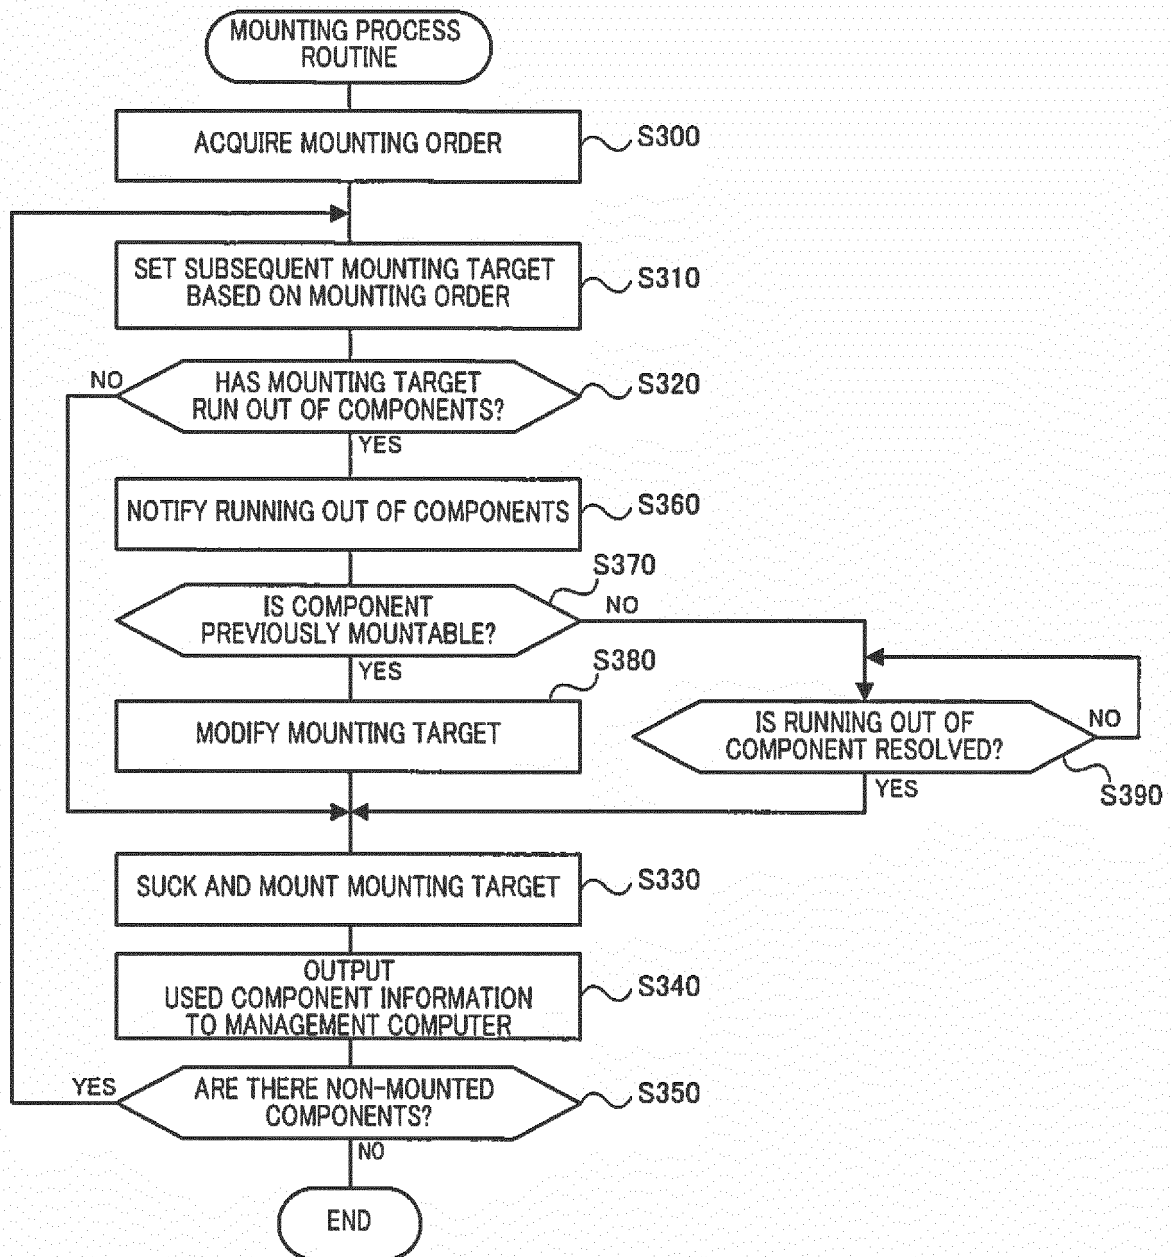 MOUNTING PROCESS
ROUTINE
ACQUIRE MOUNTING ORDER
S300
SET SUBSEQUENT MOUNTING TARGET
BASED ON MOUNTING ORDER
S310
NO
HAS MOUNTING TARGET
RUN OUT OF COMPONENTS?
S320
YES
NOTIFY RUNNING OUT OF COMPONENTS
S360
S370
IS COMPONENT
PREVIOUSLY MOUNTABLE?
NO
YES
S380
MODIFY MOUNTING TARGET
IS RUNNING OUT OF
COMPONENT RESOLVED?
NO
YES
S390
SUCK AND MOUNT MOUNTING TARGET
S330
OUTPUT
USED COMPONENT INFORMATION
TO MANAGEMENT COMPUTER
S340
YES
ARE THERE NON-MOUNTED
COMPONENTS?
S350
NO
END